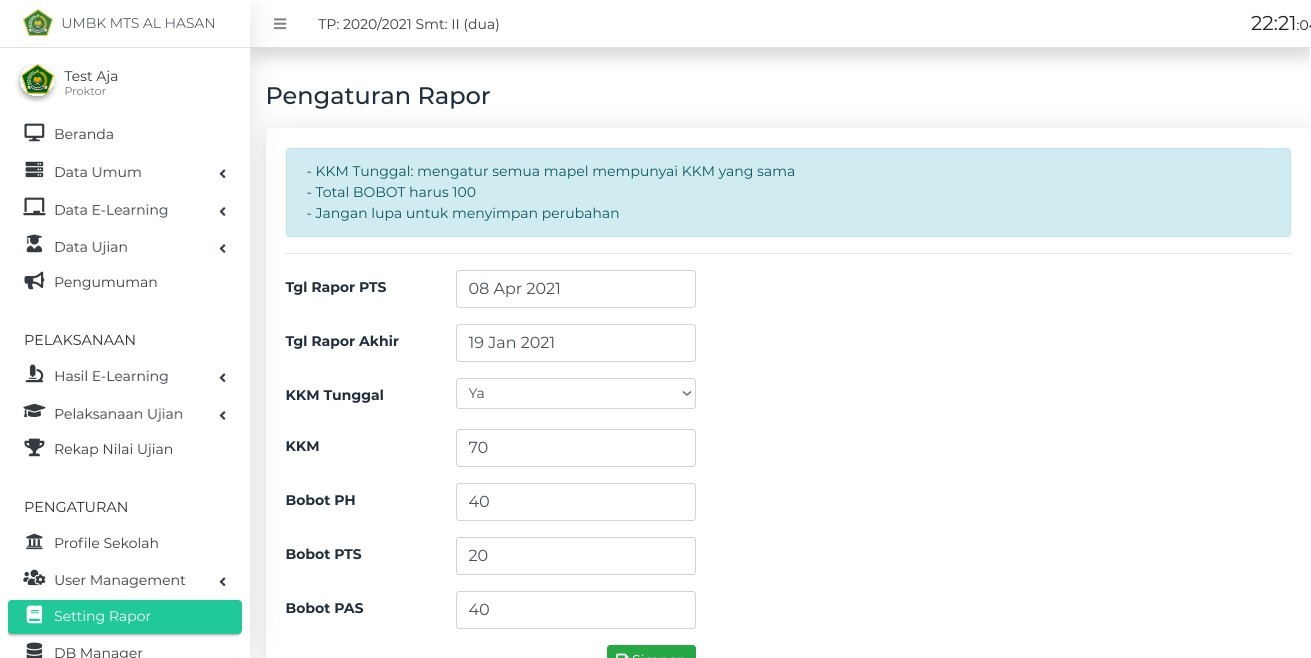 UMBK MTS AL HASAN
TP: 2020/2021 Smt: II (dua)
22:21:04
Test Aja
Proktor
Beranda
Data Umum
Data E-Learning
Data Ujian
Pengumuman
PELAKSANAAN
Hasil E-Learning
Pelaksanaan Ujian
Rekap Nilai Ujian
PENGATURAN
Profile Sekolah
User Management
Setting Rapor
DB Manager
Pengaturan Rapor
- KKM Tunggal: mengatur semua mapel mempunyai KKM yang sama
- Total BOBOT harus 100
- Jangan lupa untuk menyimpan perubahan
Tgl Rapor PTS
08 Apr 2021
Tgl Rapor Akhir
19 Jan 2021
KKM Tunggal
Ya
KKM
70
Bobot PH
40
Bobot PTS
20
Bobot PAS
40
Simpan